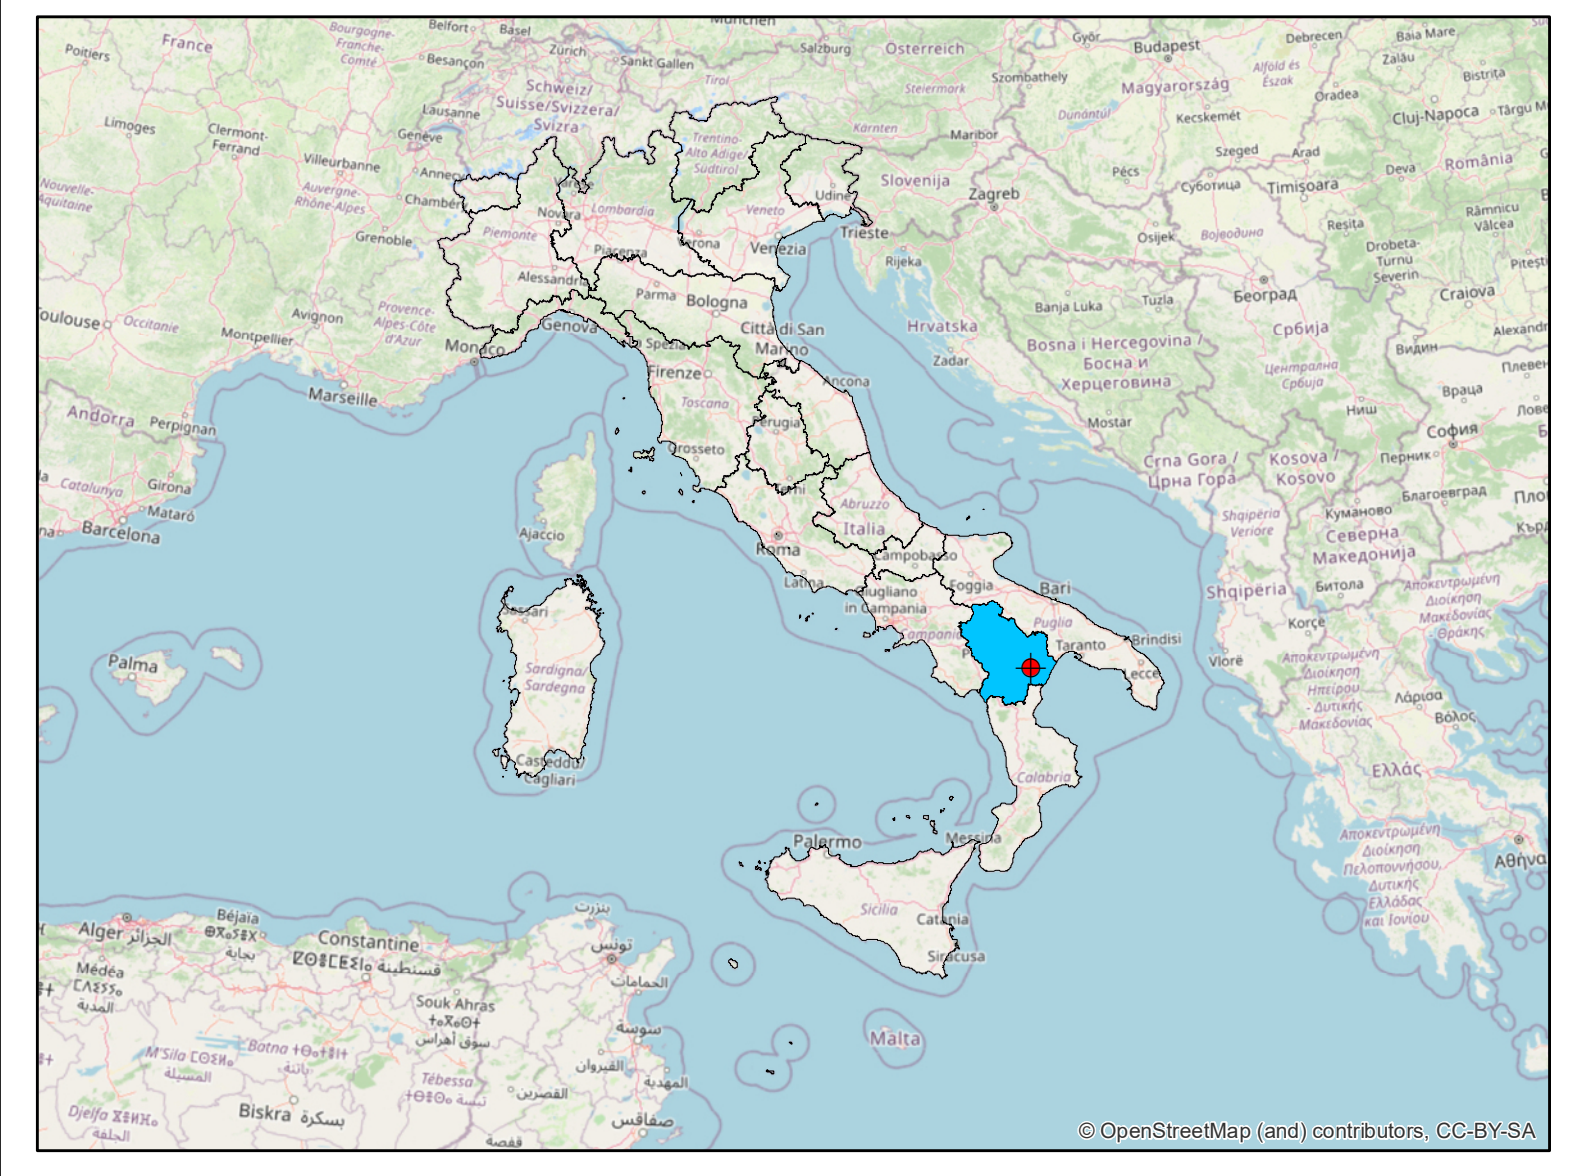 München
France
Bourgogne-
Franche-
Comté
Belfort
Basel
Poitiers
Besançon
Zürich
Sankt Gallen
Salzburg
Österreich
Győr
Budapest
Debrecen
Baia Mare
Zalău
Bistrița
Szombathely
Magyarország
Alföld és
Észak
Oradea
Cluj-Napoca
Târgu M
Tirol
Steiermark
Schweiz/
Suisse/Svizzera/
Svizra
Lausanne
Genève
Limoges
Clermont-
Ferrand
Villeurbanne
Annecy
Auvergne-
Rhône-Alpes
Chambér
Nouvelle-
Aquitaine
Grenoble
Trentino-
Alto Adige/
Südtirol
Kärnten
Maribor
Dunántúl
Kecskemét
Szeged
Arad
Deva
România
Pécs
Суботица
Timișoara
Slovenija
Zagreb
Varese
Udine
Novara
Lombardia
Veneto
Piemonte
Piacenza
Verona
Venezia
Trieste
Rijeka
Osijek
Војводина
Reșița
Râmnicu
Vâlcea
Drobeta-
Turnu
Severin
Pitești
Craiova
Alessandria
Parma
Bologna
Banja Luka
Tuzla
Београд
Hrvatska
Србија
Alexandr
Provence-
Alpes-Côte
d'Azur
Avignon
Toulouse
Occitanie
Montpellier
Genova
La Spezia
Città di San
Marino
Monaco
Zadar
Bosna i Hercegovina /
Босна и
Херцеговина
Централна
Србија
Видин
Плевен
Враца
Marseille
Firenze
Ancona
Toscana
Andorra
Perpignan
Perugia
Mostar
Ниш
Лове
София
Grosseto
Crna Gora /
Црна Гора
Kosova /
Kosovo
Перник
Catalunya
Girona
Mataró
Barcelona
Terni
Abruzzo
Italia
Shqipëria
Veriore
Куманово
Благоевград
Пло
Северна
Македонија
Кърд
Ajaccio
Roma
Campobasso
Latina
Giugliano
in Campania
Foggia
Bari
Shqipëria
Битола
Αποκεντρωμένη
Διοίκηση
Μακεδονίας
- Θράκης
Sassari
Campania
Puglia
Taranto
Brindisi
Lecce
Korçë
Vlorë
Αποκεντρωμένη
Διοίκηση
Ηπείρου
- Δυτικής
Μακεδονίας
Λάρισα
Βόλος
Palma
Sardigna/
Sardegna
Casteddu/
Cagliari
Calabria
Ελλάς
Palermo
Messina
Αποκεντρωμένη
Διοίκηση
Πελοποννήσου,
Δυτικής
Ελλάδας
και Ιονίου
Αθήνα
Sicilia
Catania
Siracusa
Alger الجزائر
Béjaïa
ⴱⴳⴰⵢⴻⵜ
بجاية
Constantine
قسنطينة
بنزرت
تونس
Médéa
المدية
الحمامات
Souk Ahras
سوق أهراس
سوسة
Malta
M'Sila
المسيلة
Batna
باتنة
القيروان
Tébessa
تبسة
المهدية
القصرين
Djelfa
الجلفة
Biskra بسكرة
صفاقس
قفصة
© OpenStreetMap (and) contributors, CC-BY-SA